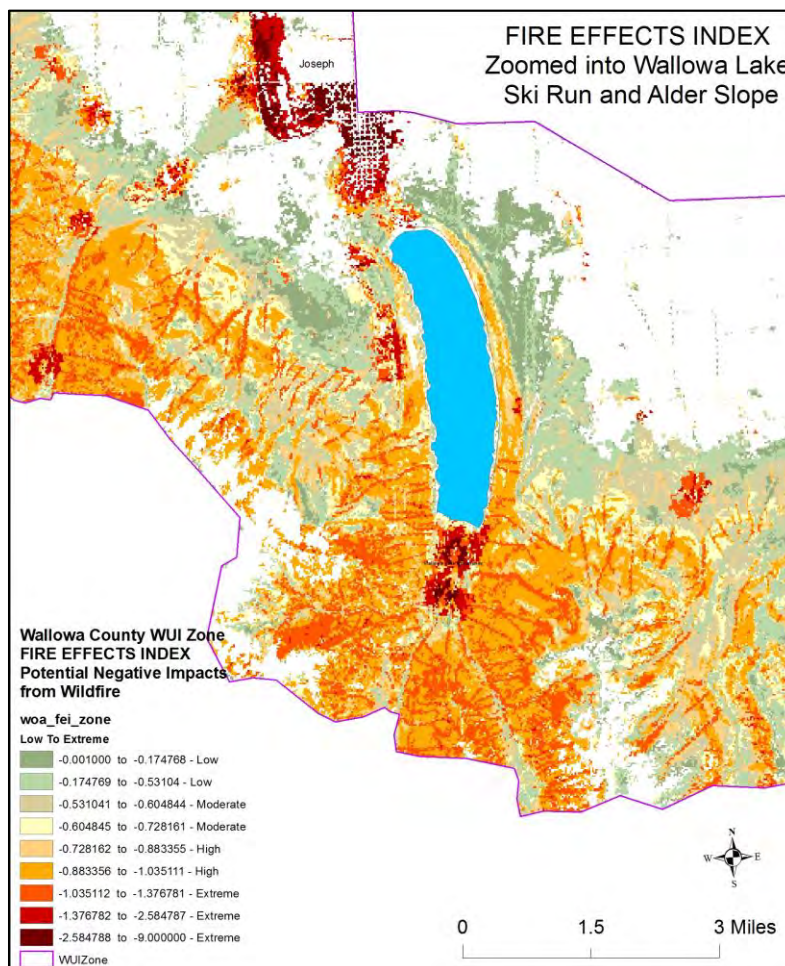 FIRE EFFECTS INDEX
Zoomed into Wallowa Lake
Ski Run and Alder Slope
Joseph
Wallowa County WUI Zone
FIRE EFFECTS INDEX
Potential Negative Impacts
from Wildfire
woa_fei_zone
Low To Extreme
-0.001000 to -0.174768 - Low
-0.174769 to -0.53104 - Low
-0.531041 to -0.604844 - Moderate
-0.604845 to -0.728161 - Moderate
-0.728162 to -0.883355 - High
-0.883356 to -1.035111 - High
-1.035112 to -1.376781 - Extreme
-1.376782 to -2.584787 - Extreme
-2.584788 to -9.000000 - Extreme
WUIZone
N
W E
S
0 1.5 3 Miles